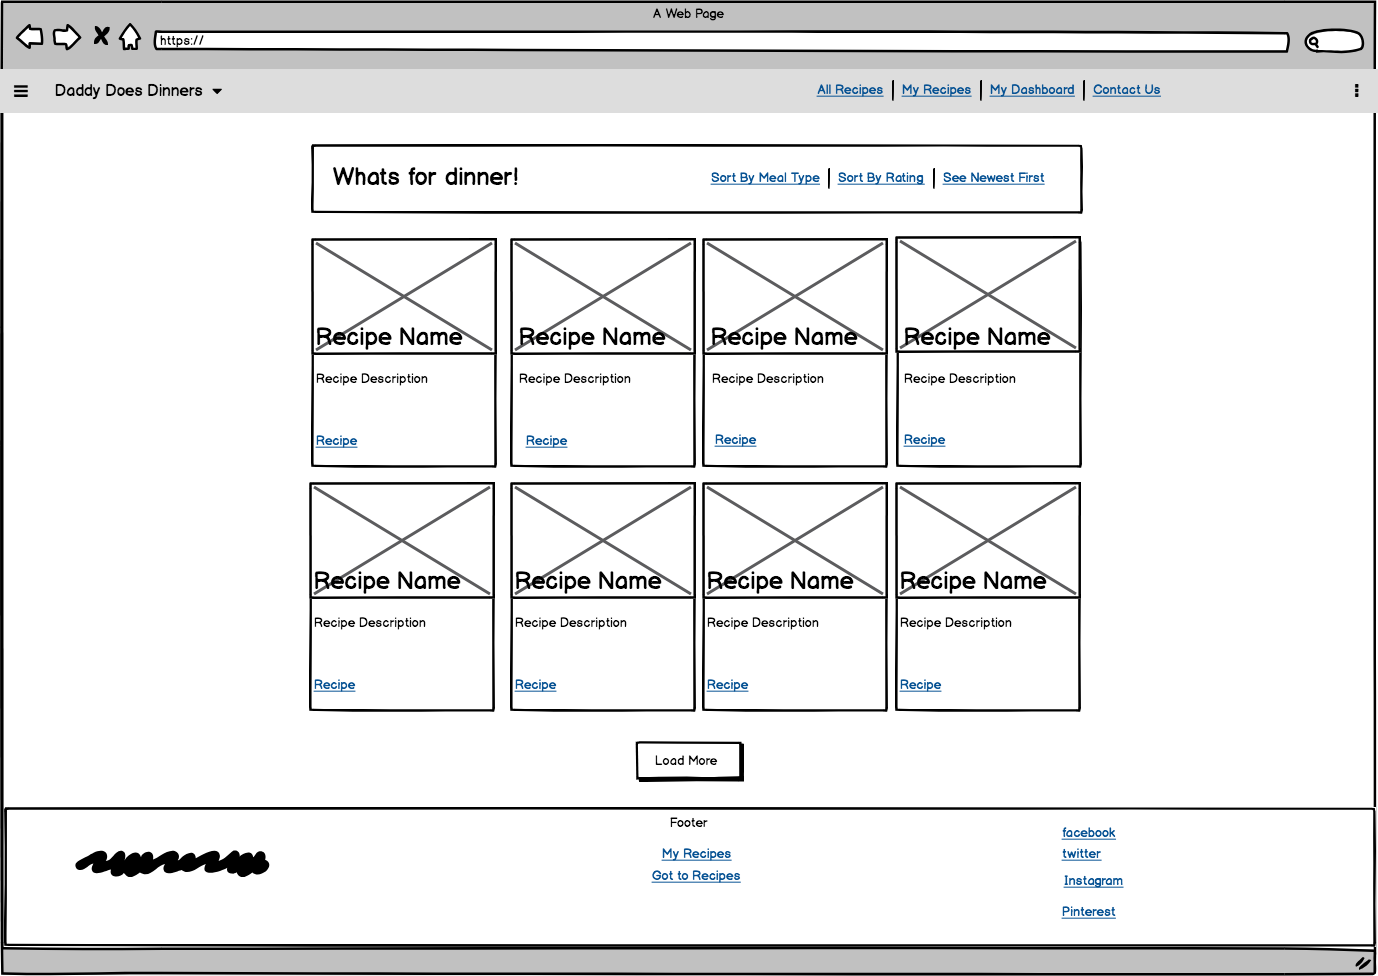 A Web Page
https://
Daddy Does Dinners
All Recipes My Recipes My Dashboard Contact Us
Whats for dinner!
Sort By Meal Type Sort By Rating See Newest First
Recipe Name Recipe Name Recipe Name Recipe Name
Recipe Description Recipe Description Recipe Description Recipe Description
Recipe Recipe Recipe Recipe
Recipe Name Recipe Name Recipe Name Recipe Name
Recipe Description Recipe Description Recipe Description Recipe Description
Recipe Recipe Recipe Recipe
Load More
Footer
My Recipes
Got to Recipes
facebook
twitter
Instagram
Pinterest